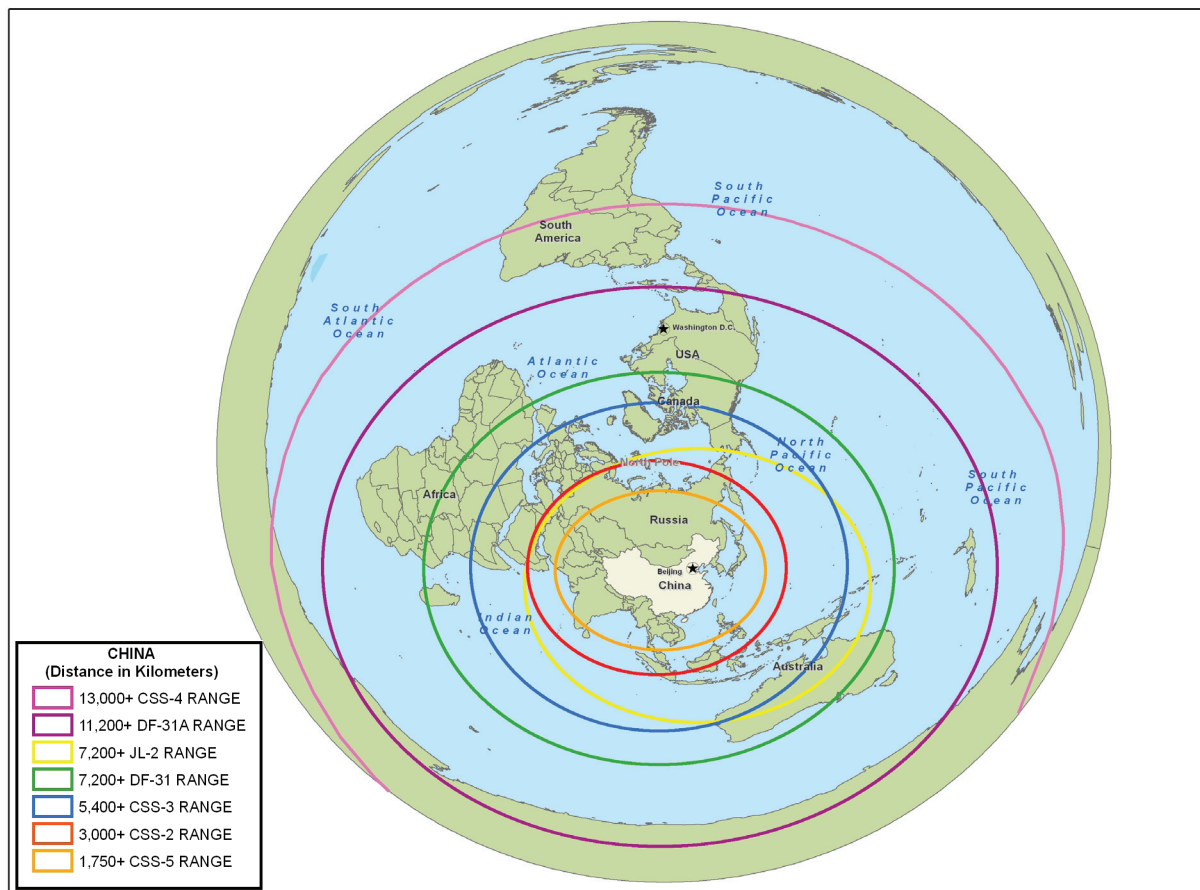 South
Pacific
Ocean
South
America
South
Atlantic
Ocean
Washington D.C.
USA
Atlantic
Ocean
Canada
North
Pacific
Ocean
North Pole
South
Pacific
Ocean
Africa
Russia
Beijing
China
Indian
Ocean
Australia
CHINA
(Distance in Kilometers)
13,000+ CSS-4 RANGE
11,200+ DF-31A RANGE
7,200+ JL-2 RANGE
7,200+ DF-31 RANGE
5,400+ CSS-3 RANGE
3,000+ CSS-2 RANGE
1,750+ CSS-5 RANGE